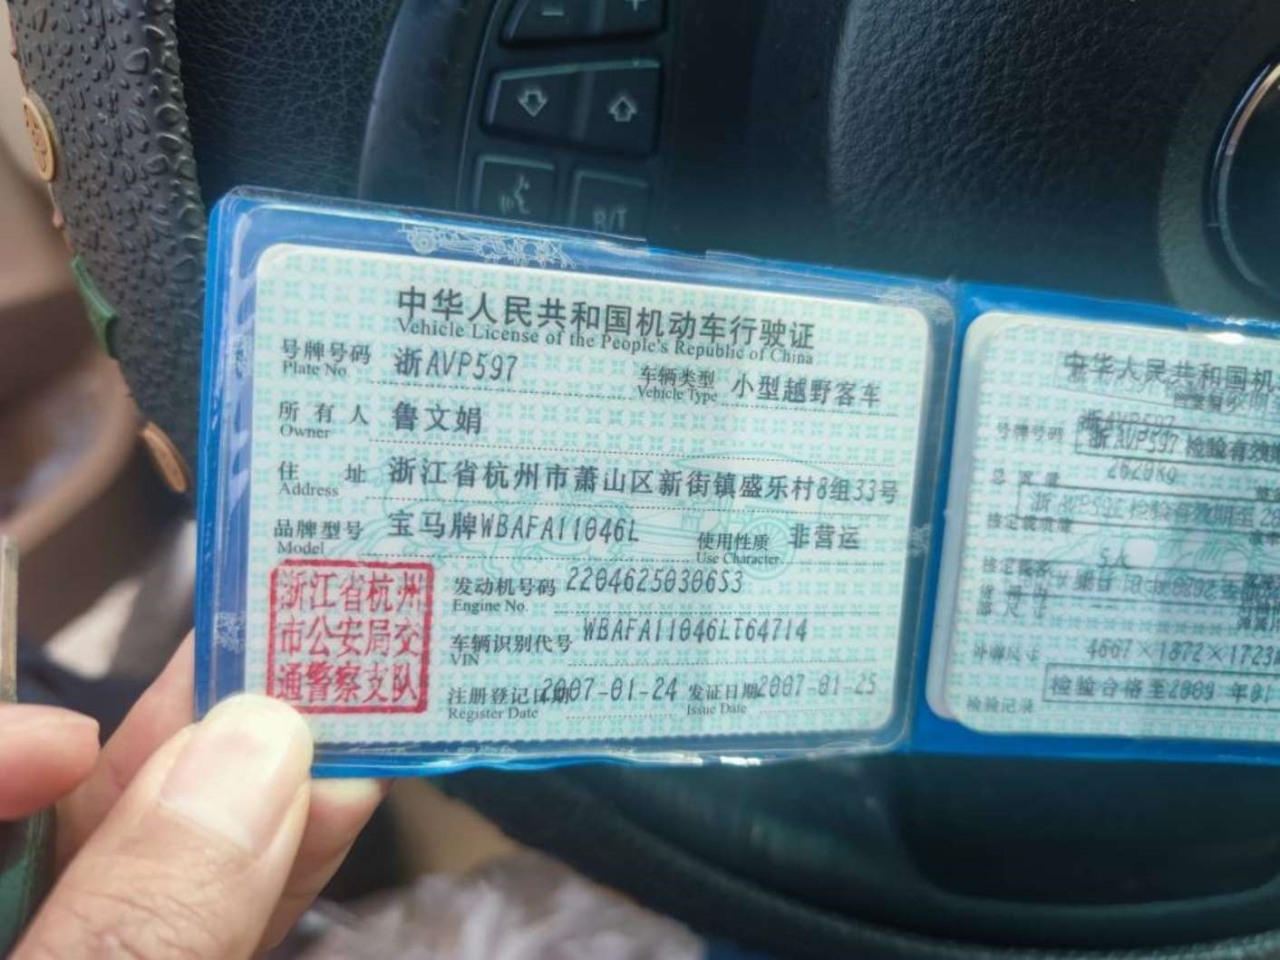 R/T
中华人民共和国机动车行驶证
Vehicle License of the People's Republic of China
号牌号码 浙AVP597 车辆类型 小型越野客车
Plate No. Vehicle Type
所有人 鲁文娟
Owner
住址 浙江省杭州市萧山区新街镇盛乐村8组33号
Address
品牌型号 宝马牌WBAFA11046L 使用性质 非营运
Model Use Character
浙江省杭州
市公安局交
通警察支队
发动机号码 22046250306S3
Engine No.
车辆识别代号 WBAFA11046LT64714
VIN
注册登记日期 2007-01-24 发证日期 2007-01-25
Register Date Issue Date
中华人民共和国机
号牌号码 浙AVP597
浙AVP597 检验有效
总质量 2620KG
5人
外廓尺寸 4667×1872×1723
检验合格至2009 年01
检验记录